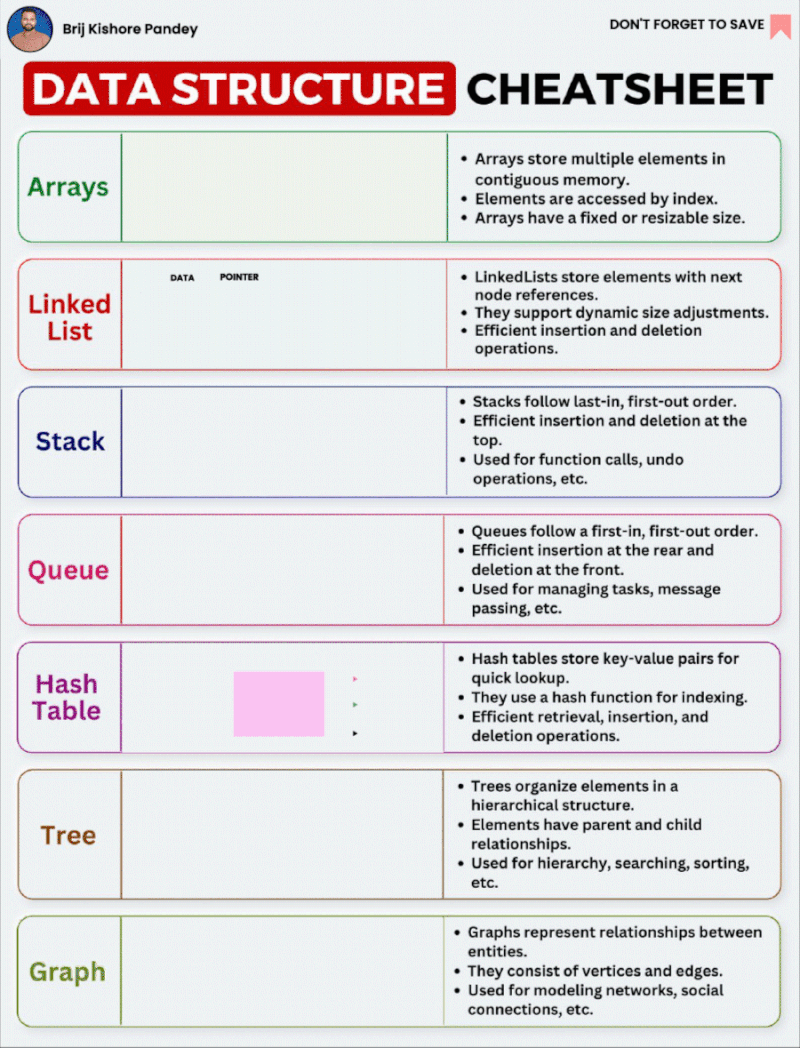 Brij Kishore Pandey
DON'T FORGET TO SAVE
DATA STRUCTURE CHEATSHEET
Arrays
• Arrays store multiple elements in
contiguous memory.
• Elements are accessed by index.
• Arrays have a fixed or resizable size.
Linked
List
DATA POINTER
• LinkedLists store elements with next
node references.
• They support dynamic size adjustments.
• Efficient insertion and deletion
operations.
Stack
• Stacks follow last-in, first-out order.
• Efficient insertion and deletion at the
top.
• Used for function calls, undo
operations, etc.
Queue
• Queues follow a first-in, first-out order.
• Efficient insertion at the rear and
deletion at the front.
• Used for managing tasks, message
passing, etc.
Hash
Table
• Hash tables store key-value pairs for
quick lookup.
• They use a hash function for indexing.
• Efficient retrieval, insertion, and
deletion operations.
Tree
• Trees organize elements in a
hierarchical structure.
• Elements have parent and child
relationships.
• Used for hierarchy, searching, sorting,
etc.
Graph
• Graphs represent relationships between
entities.
• They consist of vertices and edges.
• Used for modeling networks, social
connections, etc.